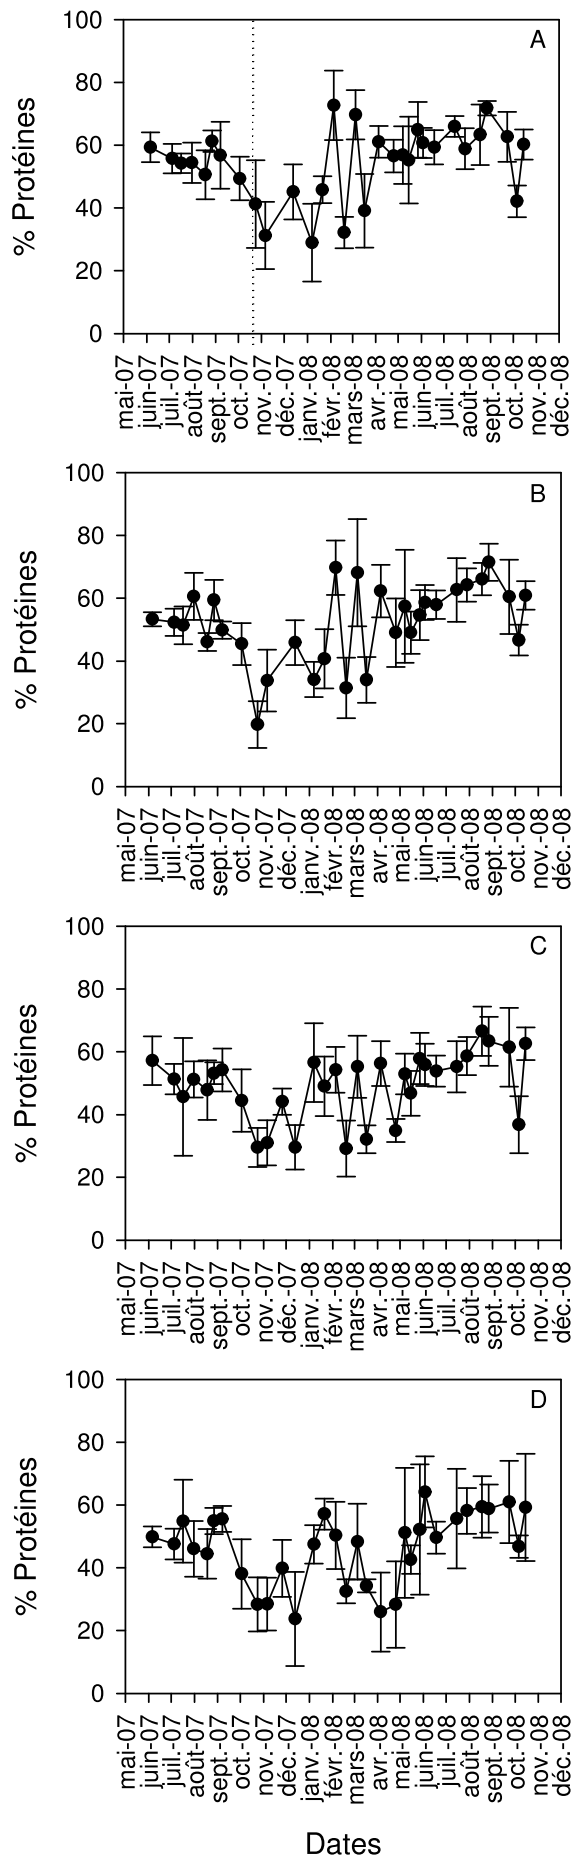 A
100
80
60
40
20
0
% Protéines
mai-07
juin-07
juil.-07
août-07
sept.-07
oct.-07
nov.-07
déc.-07
janv.-08
févr.-08
mars-08
avr.-08
mai-08
juin-08
juil.-08
août-08
sept.-08
oct.-08
nov.-08
déc.-08
B
100
80
60
40
20
0
% Protéines
mai-07
juin-07
juil.-07
août-07
sept.-07
oct.-07
nov.-07
déc.-07
janv.-08
févr.-08
mars-08
avr.-08
mai-08
juin-08
juil.-08
août-08
sept.-08
oct.-08
nov.-08
déc.-08
C
100
80
60
40
20
0
% Protéines
mai-07
juin-07
juil.-07
août-07
sept.-07
oct.-07
nov.-07
déc.-07
janv.-08
févr.-08
mars-08
avr.-08
mai-08
juin-08
juil.-08
août-08
sept.-08
oct.-08
nov.-08
déc.-08
D
100
80
60
40
20
0
% Protéines
mai-07
juin-07
juil.-07
août-07
sept.-07
oct.-07
nov.-07
déc.-07
janv.-08
févr.-08
mars-08
avr.-08
mai-08
juin-08
juil.-08
août-08
sept.-08
oct.-08
nov.-08
déc.-08
Dates